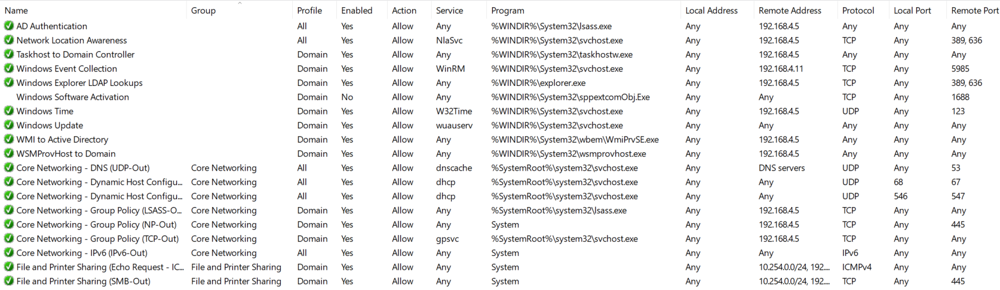 Name Group Profile Enabled Action Service Program Local Address Remote Address Protocol Local Port Remote Port
AD Authentication All Yes Allow Any %WINDIR%\System32\lsass.exe Any 192.168.4.5 Any Any Any
Network Location Awareness All Yes Allow NlaSvc %WINDIR%\System32\svchost.exe Any 192.168.4.5 TCP Any 389, 636
Taskhost to Domain Controller Domain Yes Allow Any %WINDIR%\System32\taskhostw.exe Any 192.168.4.5 Any Any Any
Windows Event Collection Domain Yes Allow WinRM %WINDIR%\System32\svchost.exe Any 192.168.4.11 TCP Any 5985
Windows Explorer LDAP Lookups Domain Yes Allow Any %WINDIR%\explorer.exe Any 192.168.4.5 TCP Any 389, 636
Windows Software Activation Domain No Allow Any %WINDIR%\System32\sppextcomObj.Exe Any Any TCP Any 1688
Windows Time Domain Yes Allow W32Time %WINDIR%\System32\svchost.exe Any 192.168.4.5 UDP Any 123
Windows Update Domain Yes Allow wuauserv %WINDIR%\System32\svchost.exe Any Any Any Any Any
WMI to Active Directory Domain Yes Allow Any %WINDIR%\System32\wbem\WmiPrvSE.exe Any 192.168.4.5 Any Any Any
WSMProvHost to Domain Domain Yes Allow Any %WINDIR%\System32\wsmprovhost.exe Any 192.168.4.5 Any Any Any
Core Networking - DNS (UDP-Out) Core Networking All Yes Allow dnscache %SystemRoot%\system32\svchost.exe Any DNS servers UDP Any 53
Core Networking - Dynamic Host Configu... Core Networking All Yes Allow dhcp %SystemRoot%\system32\svchost.exe Any Any UDP 68 67
Core Networking - Dynamic Host Configu... Core Networking All Yes Allow dhcp %SystemRoot%\system32\svchost.exe Any Any UDP 546 547
Core Networking - Group Policy (LSASS-O... Core Networking Domain Yes Allow Any %SystemRoot%\system32\lsass.exe Any 192.168.4.5 TCP Any Any
Core Networking - Group Policy (NP-Out) Core Networking Domain Yes Allow Any System Any 192.168.4.5 TCP Any 445
Core Networking - Group Policy (TCP-Out) Core Networking Domain Yes Allow gpsvc %SystemRoot%\system32\svchost.exe Any 192.168.4.5 TCP Any Any
Core Networking - IPv6 (IPv6-Out) Core Networking All Yes Allow Any System Any Any IPv6 Any Any
File and Printer Sharing (Echo Request - IC... File and Printer Sharing Domain Yes Allow Any System Any 10.254.0.0/24, 192.... ICMPv4 Any Any
File and Printer Sharing (SMB-Out) File and Printer Sharing Domain Yes Allow Any System Any 10.254.0.0/24, 192.... TCP Any 445